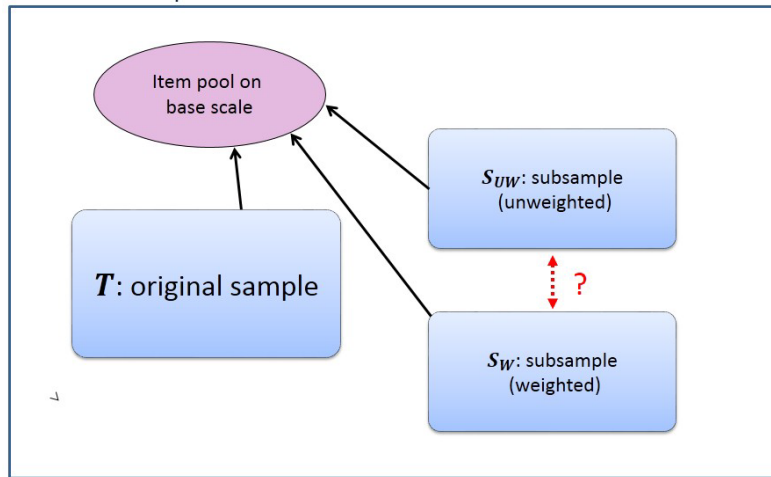 Item pool on
base scale
S_UW: subsample
(unweighted)
T: original sample
?
S_W: subsample
(weighted)